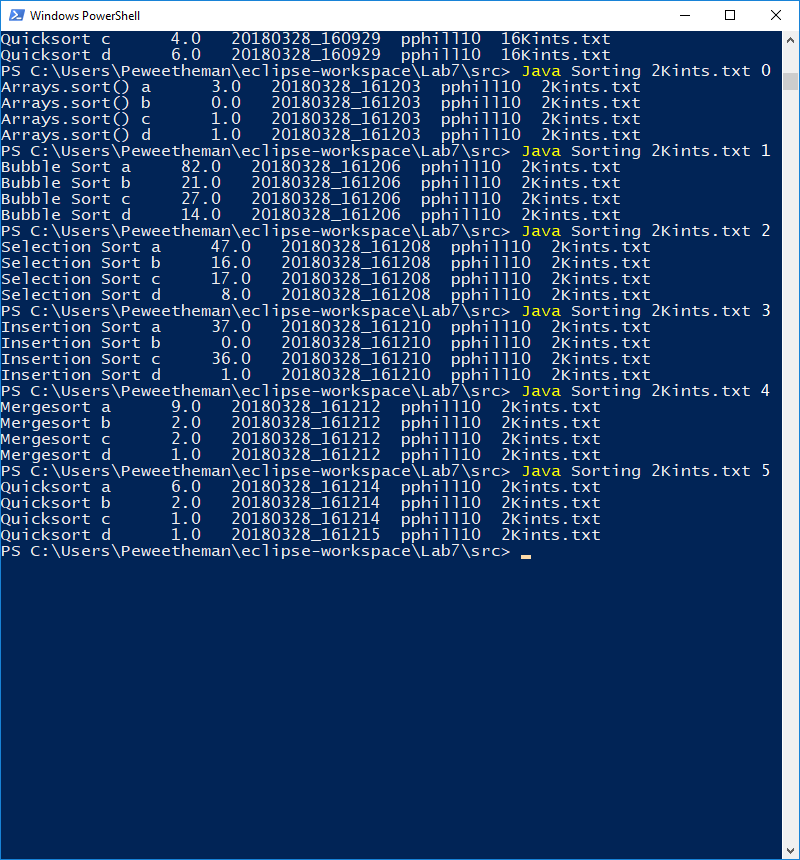 Windows PowerShell
Quicksort c      4.0   20180328_160929  pphill10  16Kints.txt
Quicksort d      6.0   20180328_160929  pphill10  16Kints.txt
PS C:\Users\Peweetheman\eclipse-workspace\Lab7\src> Java Sorting 2Kints.txt 0
Arrays.sort() a      3.0   20180328_161203  pphill10  2Kints.txt
Arrays.sort() b      0.0   20180328_161203  pphill10  2Kints.txt
Arrays.sort() c      1.0   20180328_161203  pphill10  2Kints.txt
Arrays.sort() d      1.0   20180328_161203  pphill10  2Kints.txt
PS C:\Users\Peweetheman\eclipse-workspace\Lab7\src> Java Sorting 2Kints.txt 1
Bubble Sort a     82.0   20180328_161206  pphill10  2Kints.txt
Bubble Sort b     21.0   20180328_161206  pphill10  2Kints.txt
Bubble Sort c     27.0   20180328_161206  pphill10  2Kints.txt
Bubble Sort d     14.0   20180328_161206  pphill10  2Kints.txt
PS C:\Users\Peweetheman\eclipse-workspace\Lab7\src> Java Sorting 2Kints.txt 2
Selection Sort a     47.0   20180328_161208  pphill10  2Kints.txt
Selection Sort b     16.0   20180328_161208  pphill10  2Kints.txt
Selection Sort c     17.0   20180328_161208  pphill10  2Kints.txt
Selection Sort d      8.0   20180328_161208  pphill10  2Kints.txt
PS C:\Users\Peweetheman\eclipse-workspace\Lab7\src> Java Sorting 2Kints.txt 3
Insertion Sort a     37.0   20180328_161210  pphill10  2Kints.txt
Insertion Sort b      0.0   20180328_161210  pphill10  2Kints.txt
Insertion Sort c     36.0   20180328_161210  pphill10  2Kints.txt
Insertion Sort d      1.0   20180328_161210  pphill10  2Kints.txt
PS C:\Users\Peweetheman\eclipse-workspace\Lab7\src> Java Sorting 2Kints.txt 4
Mergesort a      9.0   20180328_161212  pphill10  2Kints.txt
Mergesort b      2.0   20180328_161212  pphill10  2Kints.txt
Mergesort c      2.0   20180328_161212  pphill10  2Kints.txt
Mergesort d      1.0   20180328_161212  pphill10  2Kints.txt
PS C:\Users\Peweetheman\eclipse-workspace\Lab7\src> Java Sorting 2Kints.txt 5
Quicksort a      6.0   20180328_161214  pphill10  2Kints.txt
Quicksort b      2.0   20180328_161214  pphill10  2Kints.txt
Quicksort c      1.0   20180328_161214  pphill10  2Kints.txt
Quicksort d      1.0   20180328_161215  pphill10  2Kints.txt
PS C:\Users\Peweetheman\eclipse-workspace\Lab7\src> _